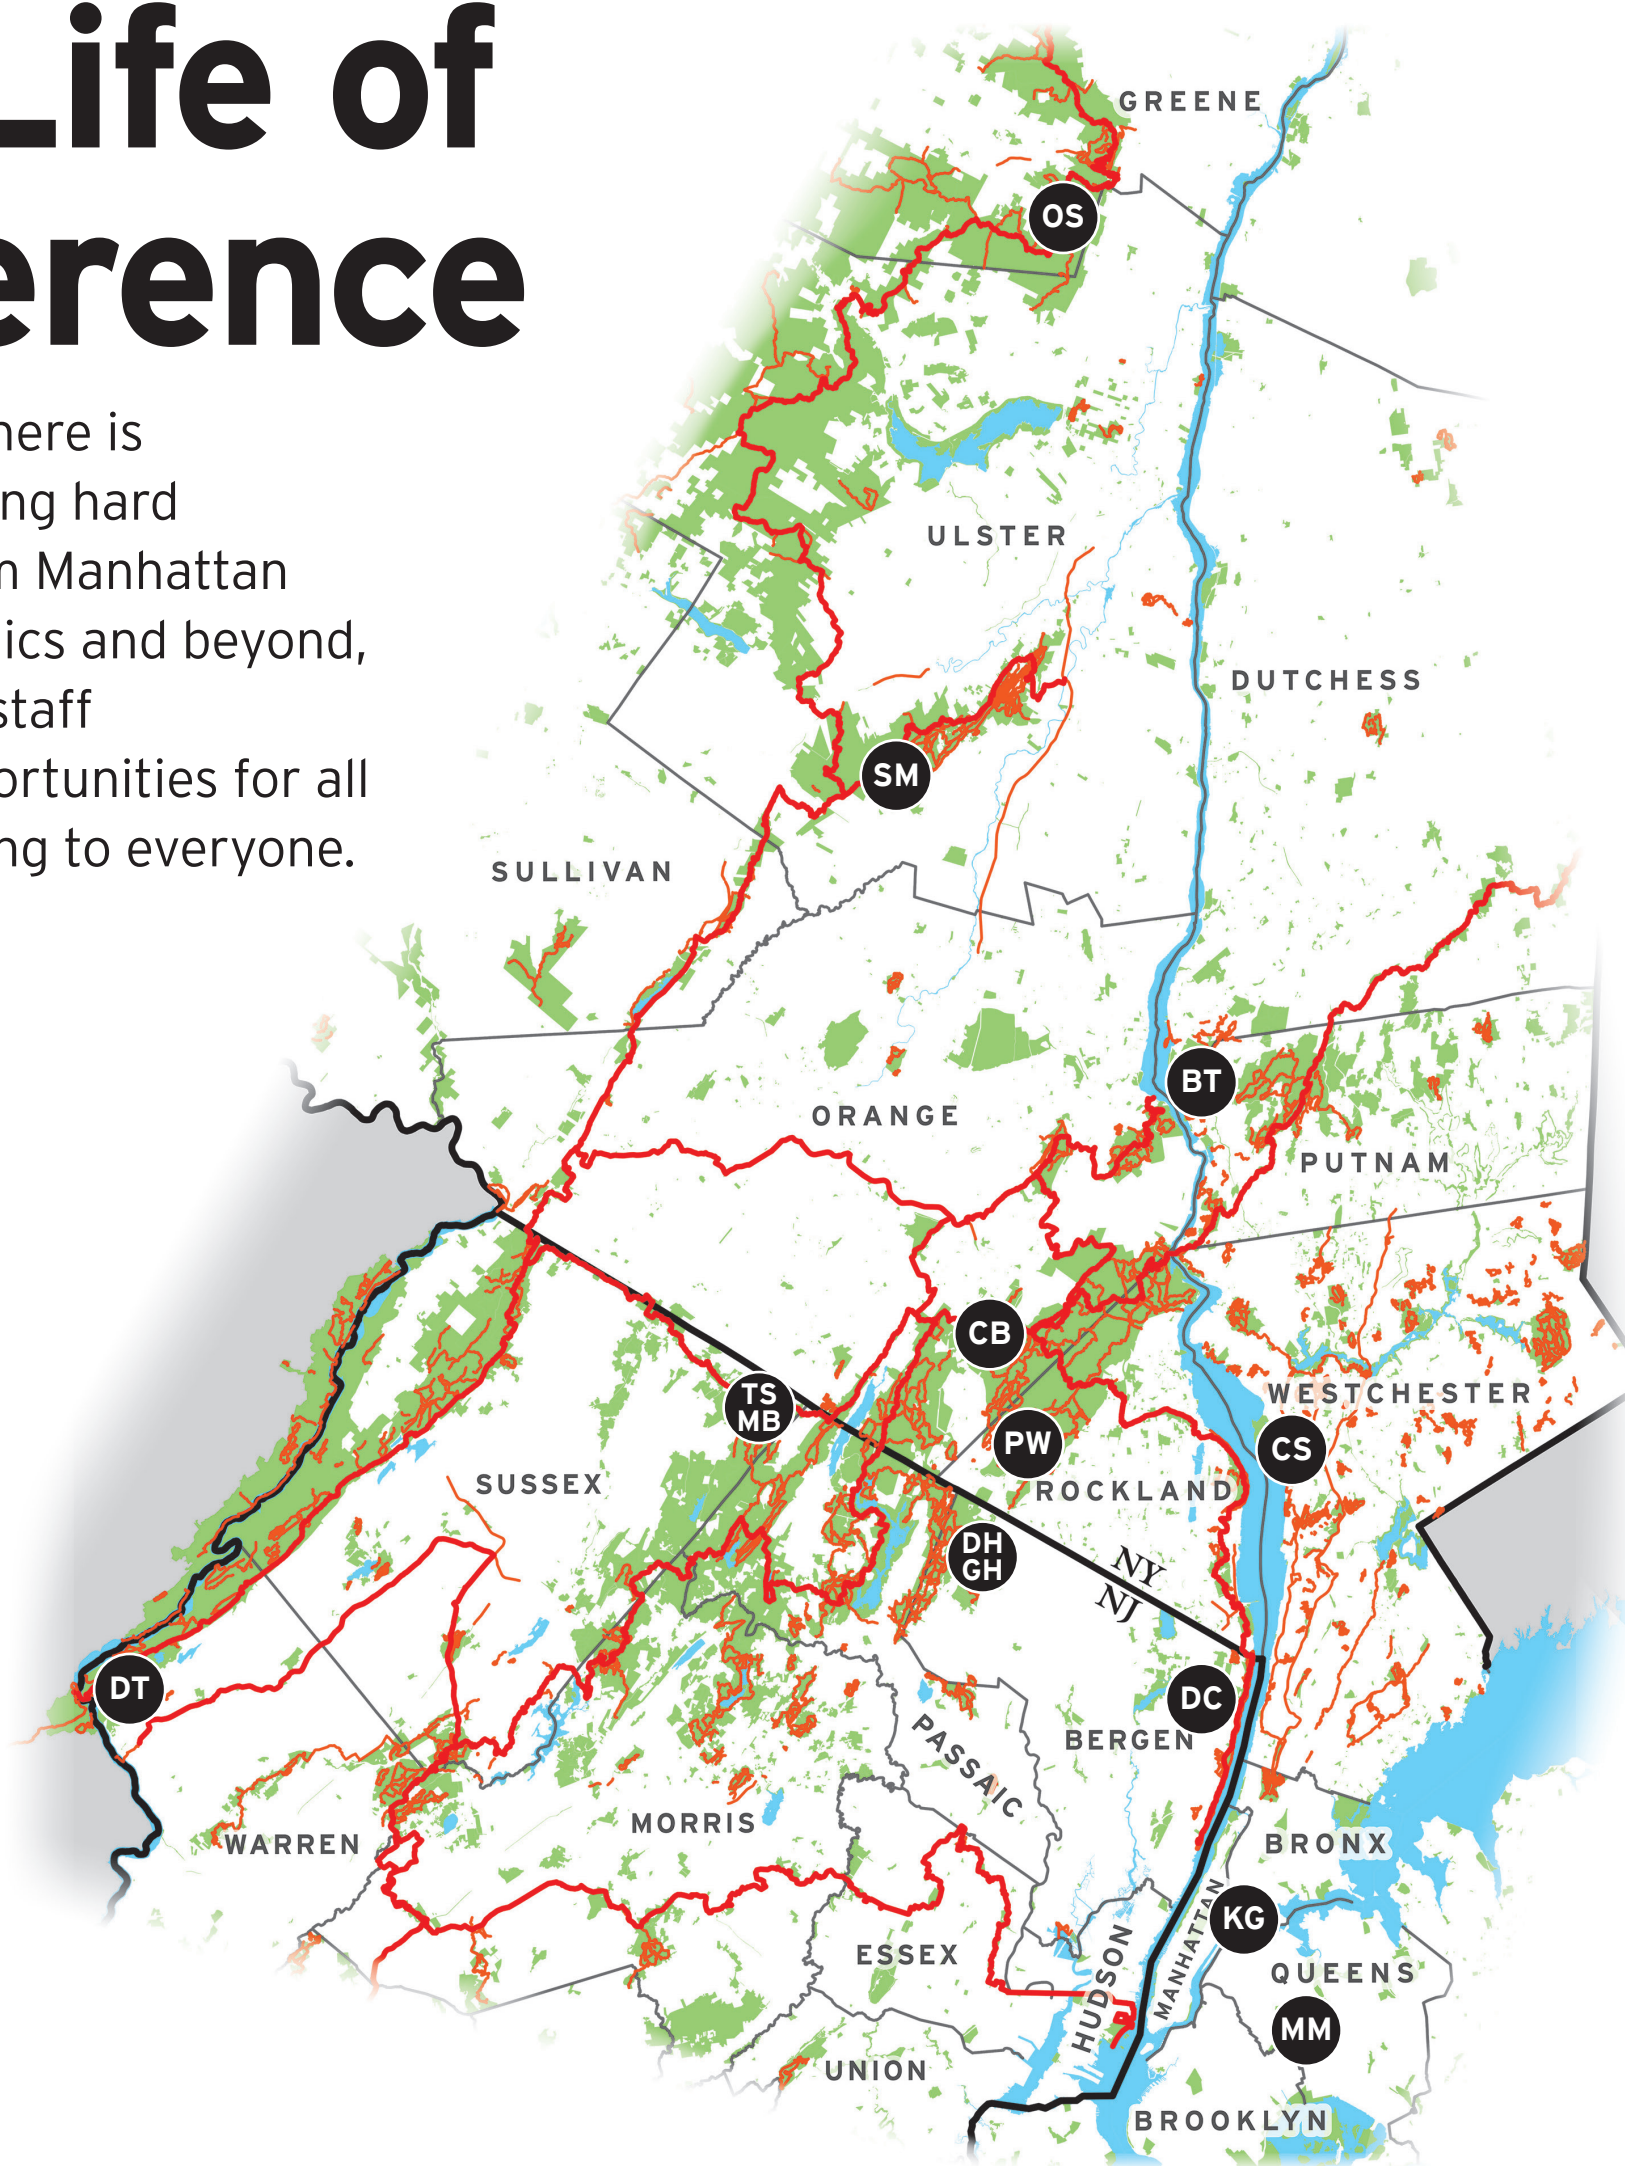 Life of
erence
here is
ng hard
m Manhattan
ics and beyond,
staff
ortunities for all
ng to everyone.
GREENE
OS
ULSTER
DUTCHESS
SM
SULLIVAN
BT
ORANGE
PUTNAM
CB
WESTCHESTER
TS
MB
PW
CS
SUSSEX
ROCKLAND
DH
GH
NY
NJ
DT
DC
BERGEN
PASSAIC
MORRIS
WARREN
BRONX
MANHATTAN
KG
HUDSON
ESSEX
QUEENS
MM
UNION
BROOKLYN